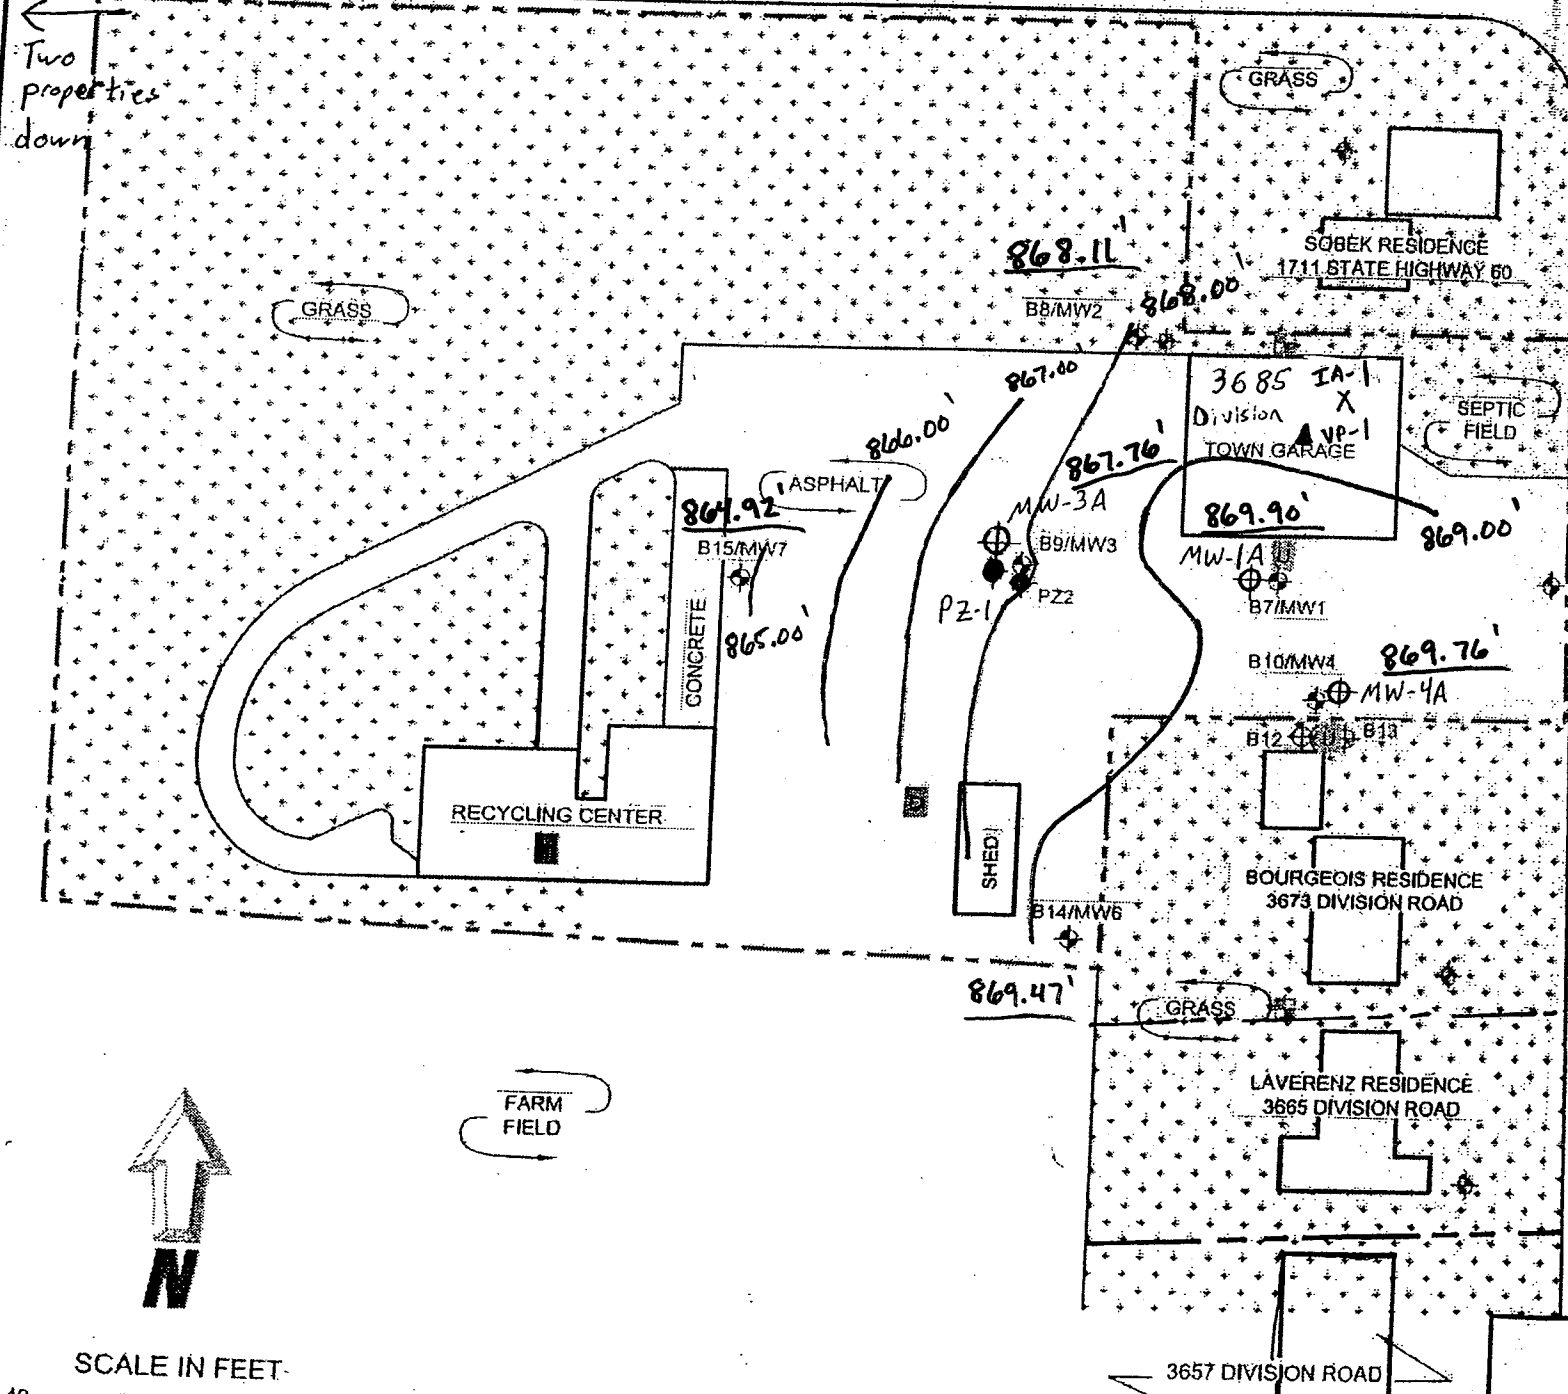 Two
properties
down
GRASS
SOBEK RESIDENCE
1711 STATE HIGHWAY 60
868.11'
B8/MW2
868.00'
GRASS
867.00'
3685
IA-1
X
Division
VP-1
TOWN GARAGE
SEPTIC
FIELD
866.00'
867.76'
ASPHALT
864.92'
MW-3A
869.90'
869.00'
B15/MW7
B9/MW3
MW-1A
PZ-1
PZ2
B7/MW1
865.00'
CONCRETE
B10/MW4
869.76'
MW-4A
B12
B13
RECYCLING CENTER
SHED
BOURGEOIS RESIDENCE
3673 DIVISION ROAD
B14/MW6
869.47'
GRASS
LAVERENZ RESIDENCE
3665 DIVISION ROAD
FARM
FIELD
N
SCALE IN FEET
3657 DIVISION ROAD